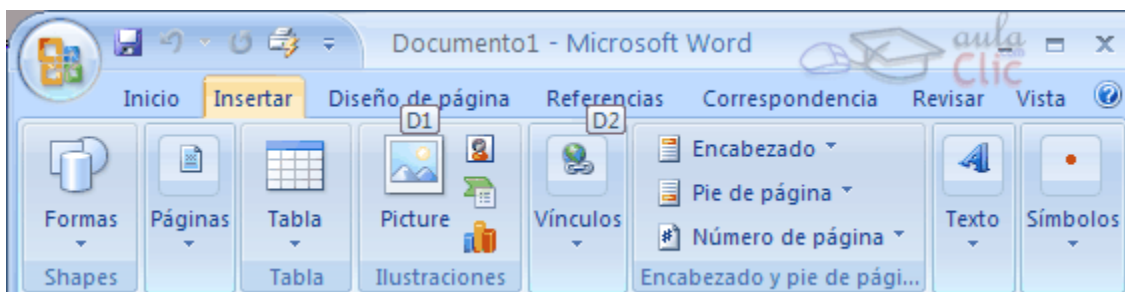 Documento1 - Microsoft Word
aula
.com
Clic
Inicio Insertar Diseño de página Referencias Correspondencia Revisar Vista
D1 D2
Encabezado
Pie de página
Formas Páginas Tabla Picture Vínculos Número de página Texto Símbolos
Shapes Tabla Ilustraciones Encabezado y pie de pági...